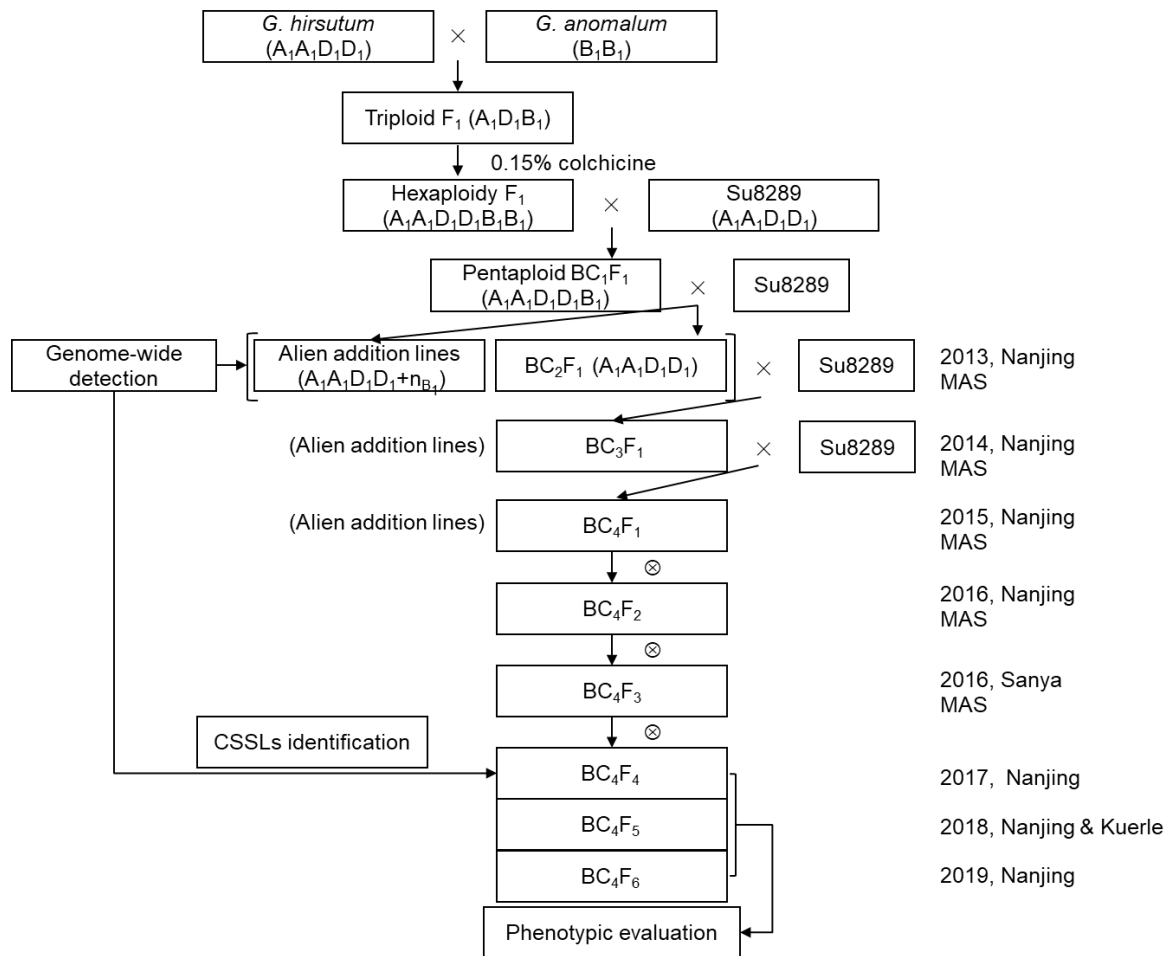 G. hirsutum
(A₁A₁D₁D₁)
×
G. anomalum
(B₁B₁)
Triploid F₁ (A₁D₁B₁)
0.15% colchicine
Hexaploidy F₁
(A₁A₁D₁D₁B₁B₁)
×
Su8289
(A₁A₁D₁D₁)
Pentaploid BC₁F₁
(A₁A₁D₁D₁B₁)
×
Su8289
Genome-wide
detection
Alien addition lines
(A₁A₁D₁D₁+n_B₁)
BC₂F₁ (A₁A₁D₁D₁)
×
Su8289
2013, Nanjing
MAS
(Alien addition lines)
BC₃F₁
×
Su8289
2014, Nanjing
MAS
(Alien addition lines)
BC₄F₁
2015, Nanjing
MAS
⊗
BC₄F₂
2016, Nanjing
MAS
⊗
BC₄F₃
2016, Sanya
MAS
⊗
CSSLs identification
BC₄F₄
2017, Nanjing
BC₄F₅
2018, Nanjing & Kuerle
BC₄F₆
2019, Nanjing
Phenotypic evaluation